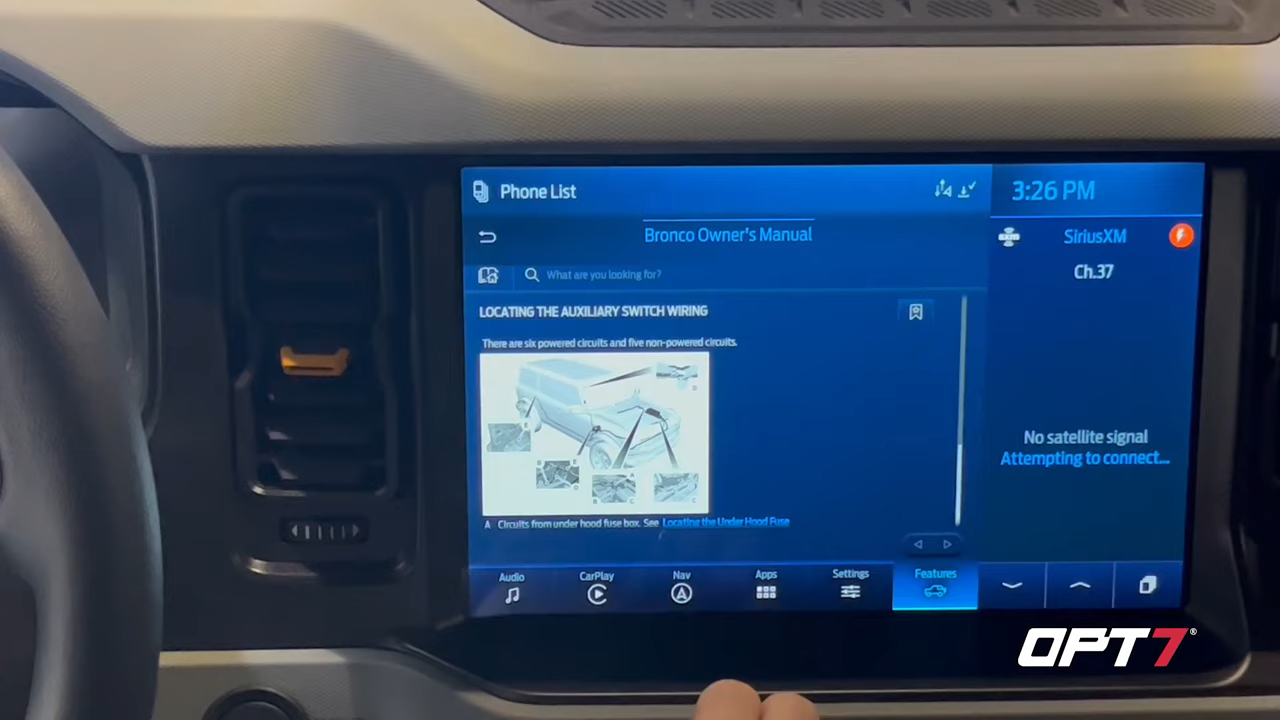 Phone List
3:26 PM
Bronco Owner's Manual
SiriusXM
What are you looking for?
Ch.37
LOCATING THE AUXILIARY SWITCH WIRING
There are six powered circuits and five non-powered circuits.
No satellite signal
Attempting to connect...
A Circuits from under hood fuse box. See Locating the Under Hood Fuse
Audio CarPlay Nav Apps Settings Features
OPT7®